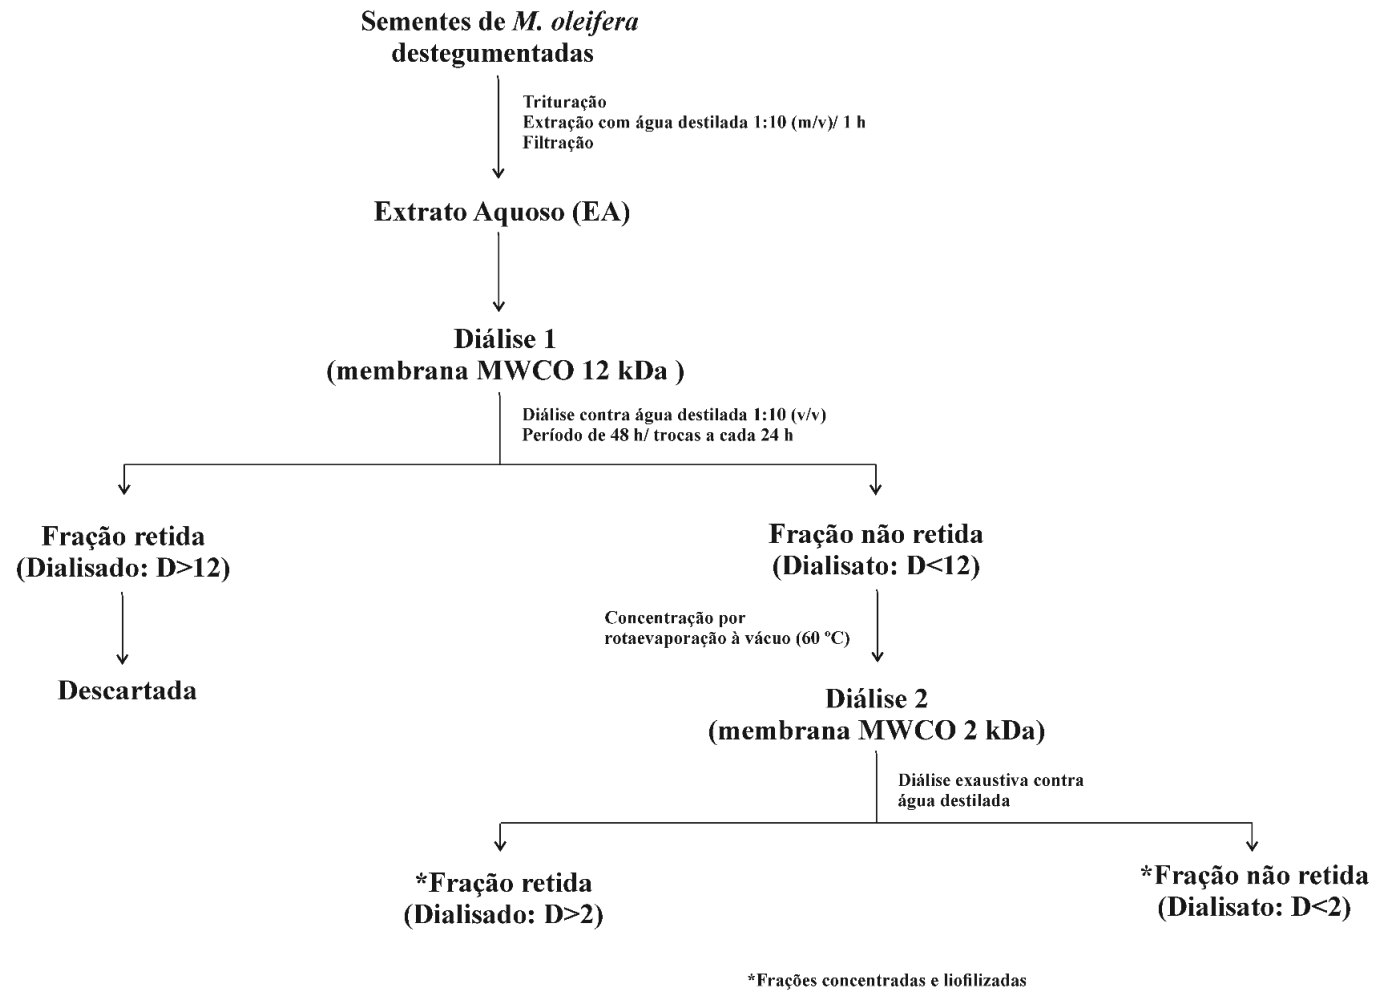 Sementes de M. oleifera
destegumentadas
Trituração
Extração com água destilada 1:10 (m/v)/ 1 h
Filtração
Extrato Aquoso (EA)
Diálise 1
(membrana MWCO 12 kDa )
Diálise contra água destilada 1:10 (v/v)
Período de 48 h/ trocas a cada 24 h
Fração retida
(Dialisado: D>12)
Descartada
Fração não retida
(Dialisato: D<12)
Concentração por
rotaevaporação à vácuo (60 ºC)
Diálise 2
(membrana MWCO 2 kDa)
Diálise exaustiva contra
água destilada
*Fração retida
(Dialisado: D>2)
*Fração não retida
(Dialisato: D<2)
*Frações concentradas e liofilizadas